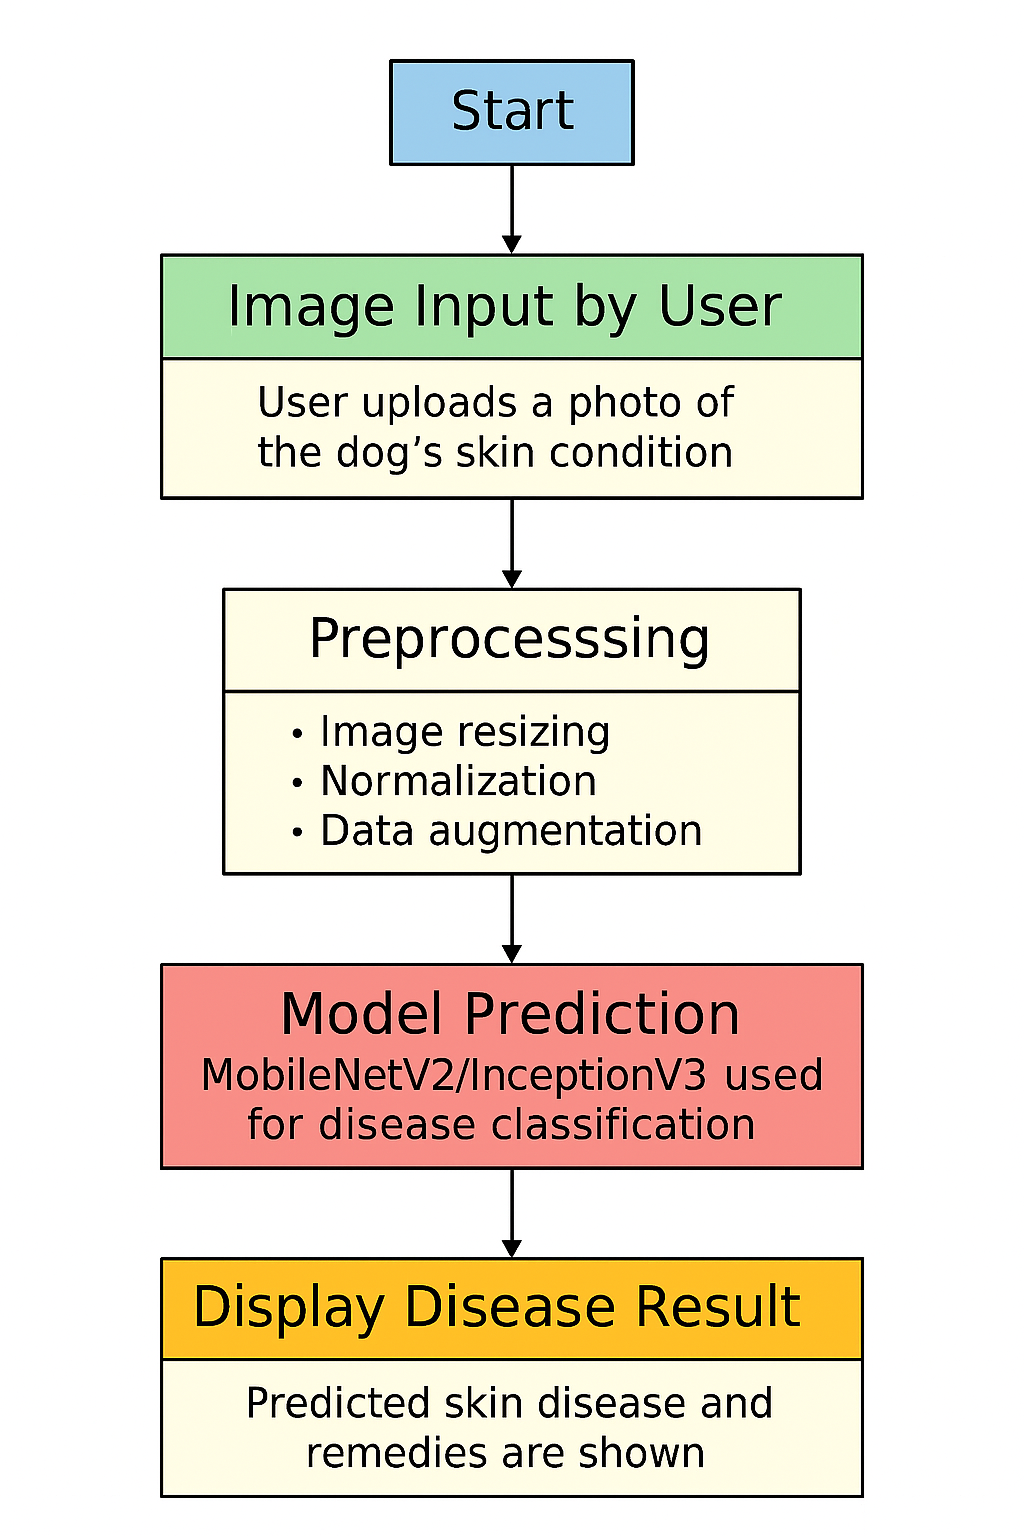 Start
Image Input by User
User uploads a photo of
the dog’s skin condition
Preprocesssing
• Image resizing
• Normalization
• Data augmentation
Model Prediction
MobileNetV2/InceptionV3 used
for disease classification
Display Disease Result
Predicted skin disease and
remedies are shown